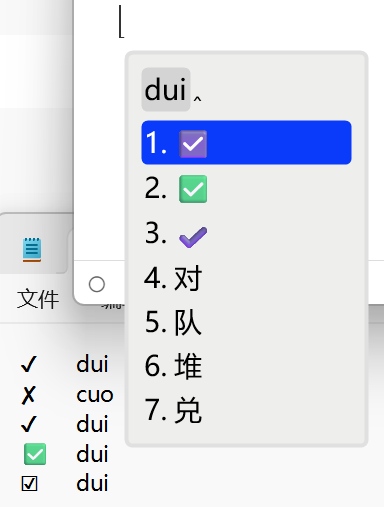 dui‸
1. ☑️
2. ✅
3. ✔️
4. 对
5. 队
6. 堆
7. 兑
文件
✓ dui
✗ cuo
✓ dui
✅ dui
☑ dui